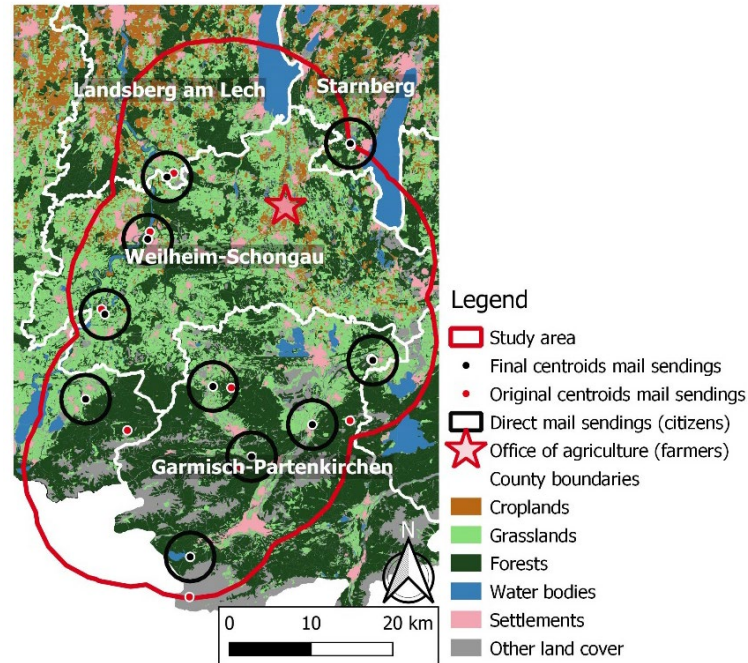 Landsberg am Lech
Starnberg
Weilheim-Schongau
Garmisch-Partenkirchen
N
0 10 20 km
Legend
Study area
Final centroids mail sendings
Original centroids mail sendings
Direct mail sendings (citizens)
Office of agriculture (farmers)
County boundaries
Croplands
Grasslands
Forests
Water bodies
Settlements
Other land cover